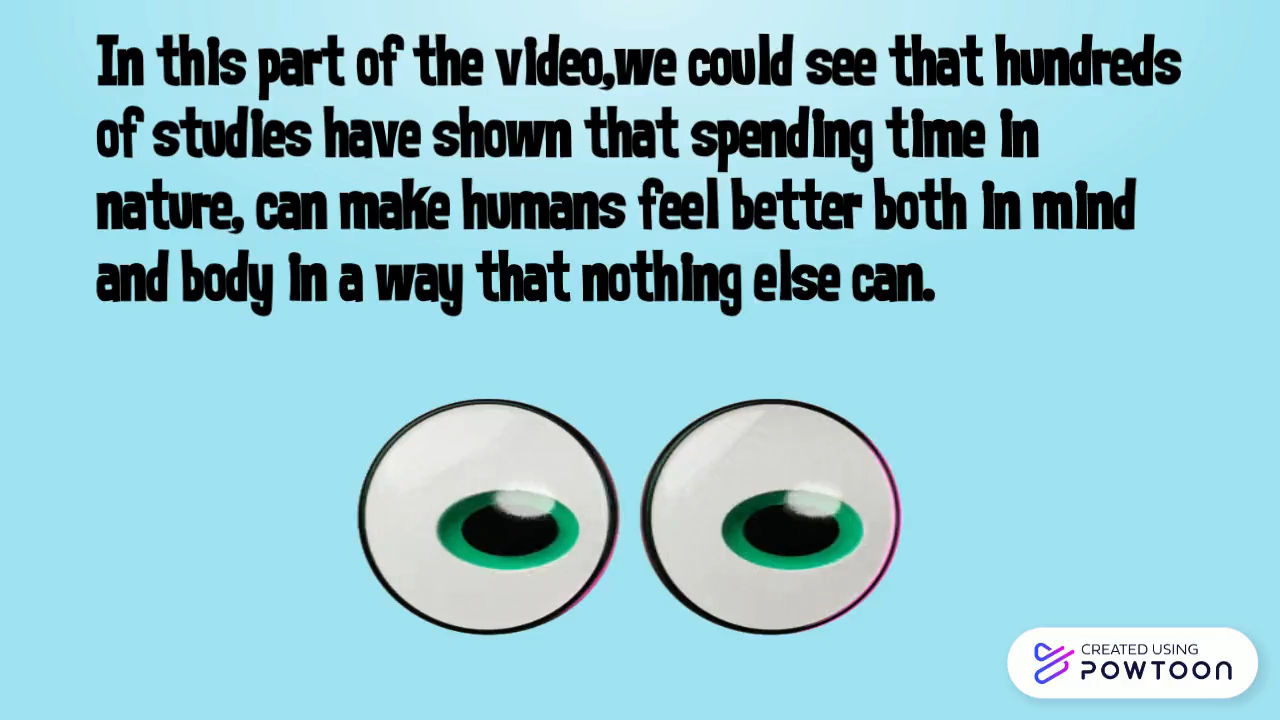 In this part of the video,we could see that hundreds
of studies have shown that spending time in
nature, can make humans feel better both in mind
and body in a way that nothing else can.
CREATED USING
POWTOON